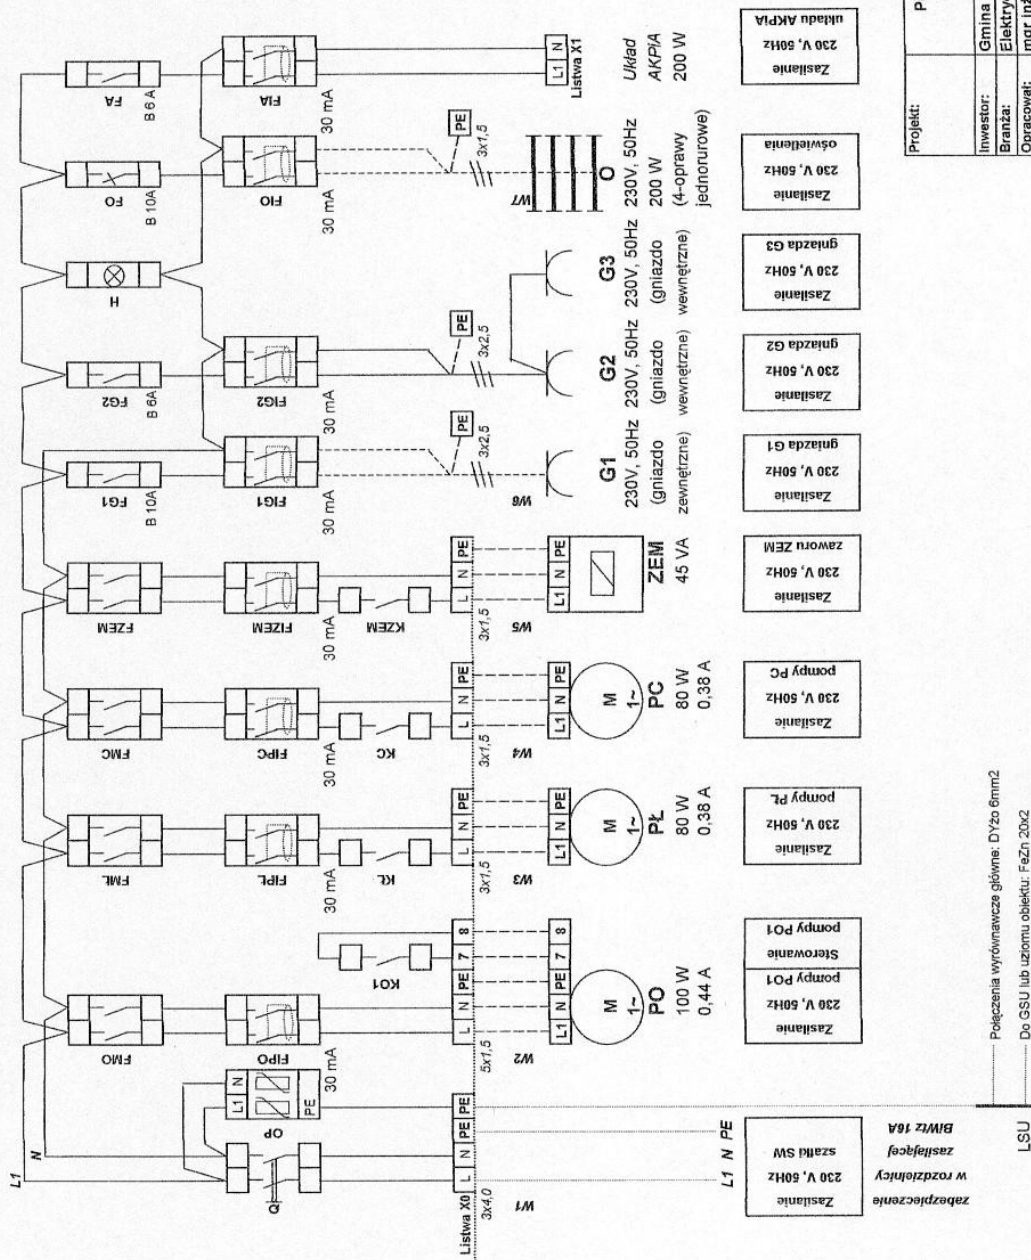 L1
N
Q
OP
L1 N
PE
FMO
FIPO
30 mA
KO1
FMŁ
FIPŁ
30 mA
KŁ
FMC
FIPC
30 mA
KC
FZEM
FIZEM
30 mA
KZEM
FG1
B 10A
FIG1
30 mA
FG2
B 6A
FIG2
30 mA
H
FO
B 10A
FIO
30 mA
FA
B 6 A
FIA
30 mA
Listwa X0
L N PE PE
L N PE 7 8
L N PE
L N PE
L N PE
3x4,0
W1
5x1,5
W2
3x1,5
W3
3x1,5
W4
3x1,5
W5
PE
3x2,5
W6
PE
3x2,5
PE
3x1,5
W7
L1 N
Listwa X1
L1 N PE 7 8
M
1~
PO
100 W
0,44 A
L1 N PE
M
1~
PŁ
80 W
0,38 A
L1 N PE
M
1~
PC
80 W
0,38 A
L1 N PE
ZEM
45 VA
G1
230V, 50Hz
(gniazdo
zewnętrzne)
G2
230V, 50Hz
(gniazdo
wewnętrzne)
G3
230V, 50Hz
(gniazdo
wewnętrzne)
O
230V, 50Hz
200 W
(4-oprawy
jednorurowe)
Układ
AKPiA
200 W
L1 N PE
Zasilanie
230 V, 50Hz
szafki SW
zabezpieczenie
w rozdzielnicy
zasilającej
BiWtz 16A
Zasilanie
230 V, 50Hz
pompy PO1
Sterowanie
pompy PO1
Zasilanie
230 V, 50Hz
pompy PŁ
Zasilanie
230 V, 50Hz
pompy PC
Zasilanie
230 V, 50Hz
zaworu ZEM
Zasilanie
230 V, 50Hz
gniazda G1
Zasilanie
230 V, 50Hz
gniazda G2
Zasilanie
230 V, 50Hz
gniazda G3
Zasilanie
230 V, 50Hz
oświetlenia
Zasilanie
230 V, 50Hz
układu AKPiA
Połączenia wyrównawcze główne: DYżo 6mm2
LSU
Do GSU lub uziomu obiektu: FeZn 20x2
Projekt:
P
Inwestor:
Gmina
Branża:
Elektry
Opracował:
mgr inż